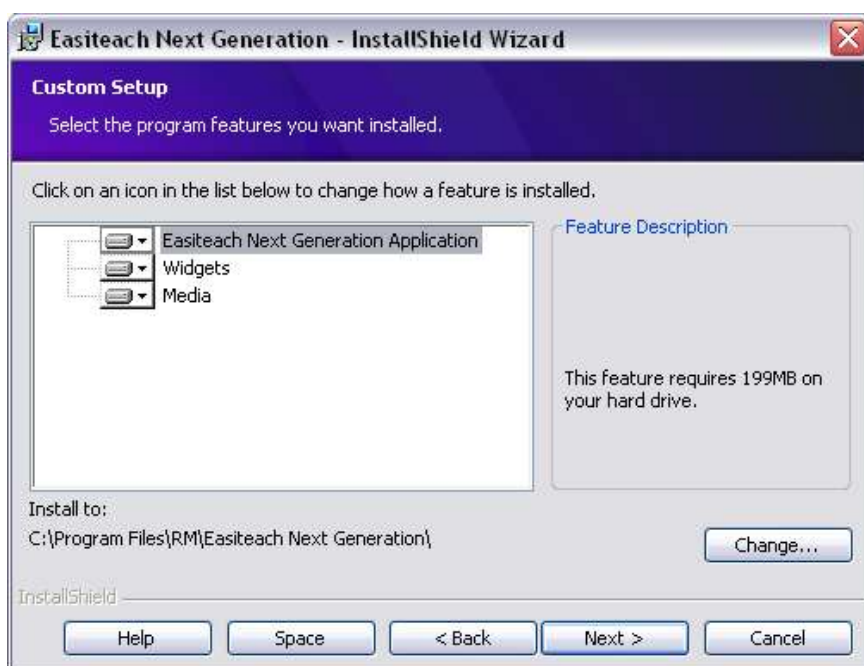 Easiteach Next Generation - InstallShield Wizard
Custom Setup
Select the program features you want installed.
Click on an icon in the list below to change how a feature is installed.
Easiteach Next Generation Application
Widgets
Media
Feature Description
This feature requires 199MB on
your hard drive.
Install to:
C:\Program Files\RM\Easiteach Next Generation\
Change...
InstallShield
Help
Space
< Back
Next >
Cancel